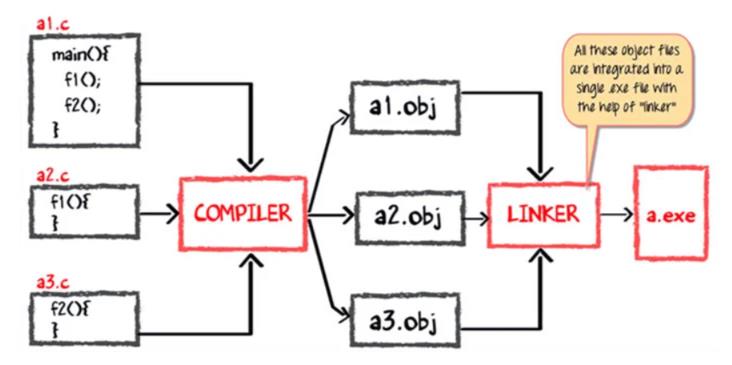 a1.c
main(){
f1();
f2();
}
a2.c
f1(){
}
a3.c
f2(){
}
COMPILER
a1.obj
a2.obj
a3.obj
LINKER
All these object files
are integrated into a
single .exe file with
the help of "linker"
a.exe